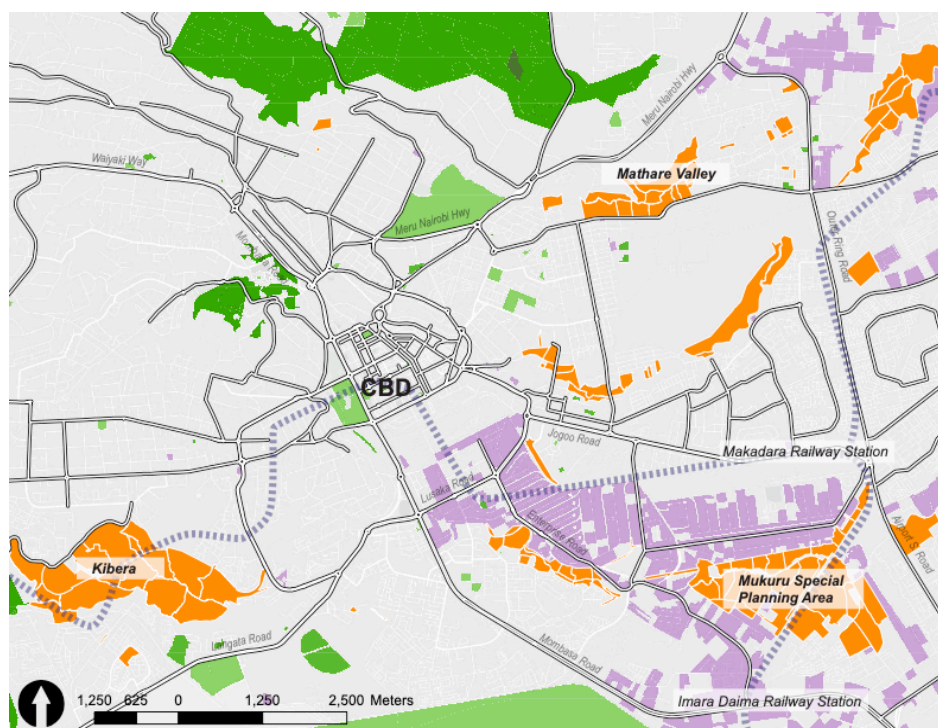 Meru Nairobi Hwy
Waiyaki Way
Mathare Valley
Meru Nairobi Hwy
Outer Ring Road
CBD
Jogoo Road
Makadara Railway Station
Lusaka Road
Enterprise Road
Airport S Road
Kibera
Mukuru Special
Planning Area
Langata Road
Mombasa Road
Imara Daima Railway Station
1,250 625 0 1,250 2,500 Meters